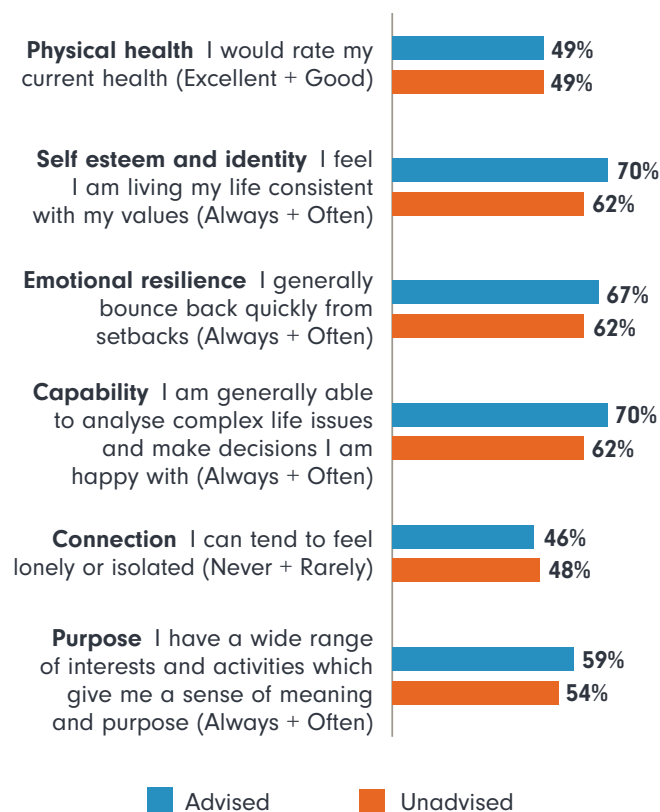 Physical health I would rate my
current health (Excellent + Good)
49%
49%
Self esteem and identity I feel
I am living my life consistent
with my values (Always + Often)
70%
62%
Emotional resilience I generally
bounce back quickly from
setbacks (Always + Often)
67%
62%
Capability I am generally able
to analyse complex life issues
and make decisions I am
happy with (Always + Often)
70%
62%
Connection I can tend to feel
lonely or isolated (Never + Rarely)
46%
48%
Purpose I have a wide range
of interests and activities which
give me a sense of meaning
and purpose (Always + Often)
59%
54%
Advised Unadvised